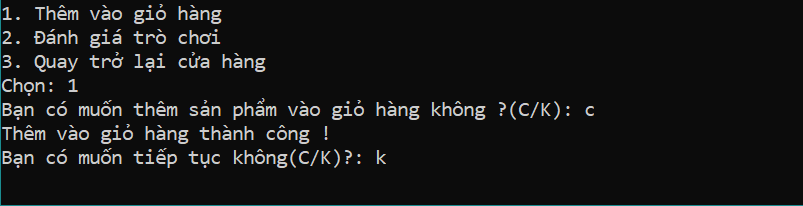 1. Thêm vào giỏ hàng
2. Đánh giá trò chơi
3. Quay trở lại cửa hàng
Chọn: 1
Bạn có muốn thêm sản phẩm vào giỏ hàng không ?(C/K): c
Thêm vào giỏ hàng thành công !
Bạn có muốn tiếp tục không(C/K)?: k